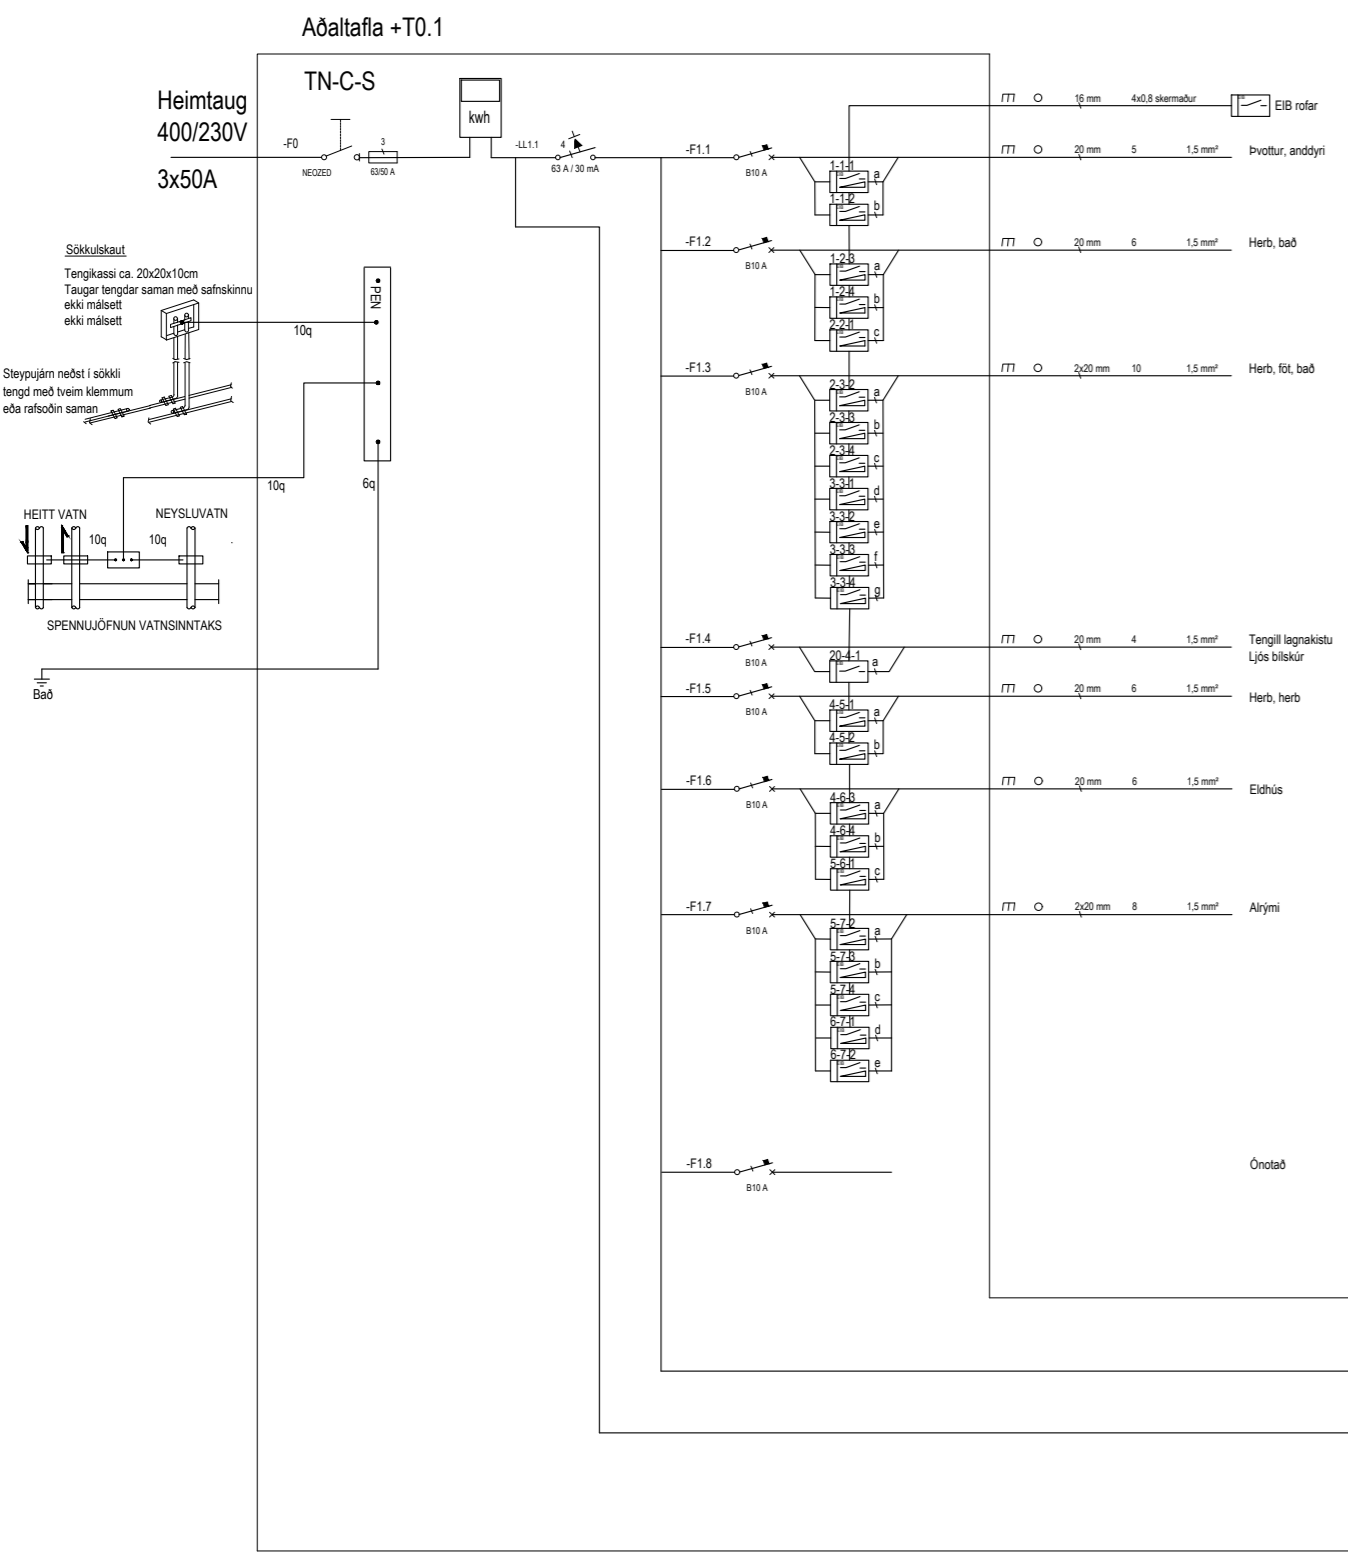 Aðaltafla +T0.1
TN-C-S
Heimtaug
400/230V
3x50A
-F0
NEOZED
3
63/50 A
kwh
-LL1.1
4
63 A / 30 mA
16 mm
4x0,8 skermaður
EIB rofar
-F1.1
B10 A
1-1-1
a
1-1-2
b
20 mm
5
1,5 mm²
Þvottur, anddyri
-F1.2
B10 A
1-2-3
a
1-2-4
b
2-2-1
c
20 mm
6
1,5 mm²
Herb, bað
-F1.3
B10 A
2-3-2
a
2-3-3
b
2-3-4
c
3-3-1
d
3-3-2
e
3-3-3
f
3-3-4
g
2x20 mm
10
1,5 mm²
Herb, föt, bað
-F1.4
B10 A
20-4-1
a
20 mm
4
1,5 mm²
Tengill lagnakistu
Ljós bílskúr
-F1.5
B10 A
4-5-1
a
4-5-2
b
20 mm
6
1,5 mm²
Herb, herb
-F1.6
B10 A
4-6-3
a
4-6-4
b
5-6-1
c
20 mm
6
1,5 mm²
Eldhús
-F1.7
B10 A
5-7-2
a
5-7-3
b
5-7-4
c
6-7-1
d
6-7-2
e
2x20 mm
8
1,5 mm²
Alrými
-F1.8
B10 A
Ónotað
Sökkulskaut
Tengikassi ca. 20x20x10cm
Taugar tengdar saman með safnskinnu
ekki málsett
ekki málsett
PEN
10q
Steypujárn neðst í sökkli
tengd með tveim klemmum
eða rafsoðin saman
10q
6q
HEITT VATN
NEYSLUVATN
10q
10q
SPENNUJÖFNUN VATNSINNTAKS
Bað